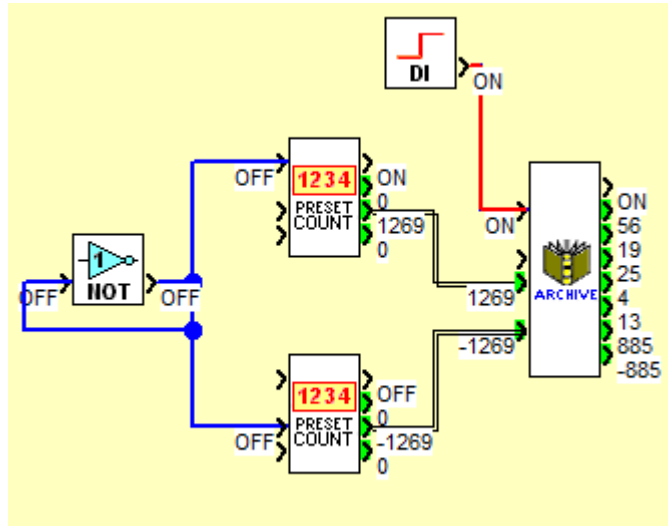 DI
ON
OFF
1234
PRESET
COUNT
ON
0
1269
0
ON
ARCHIVE
ON
56
19
25
4
13
885
-885
1
NOT
OFF
OFF
1269
-1269
1234
PRESET
COUNT
OFF
OFF
0
-1269
0